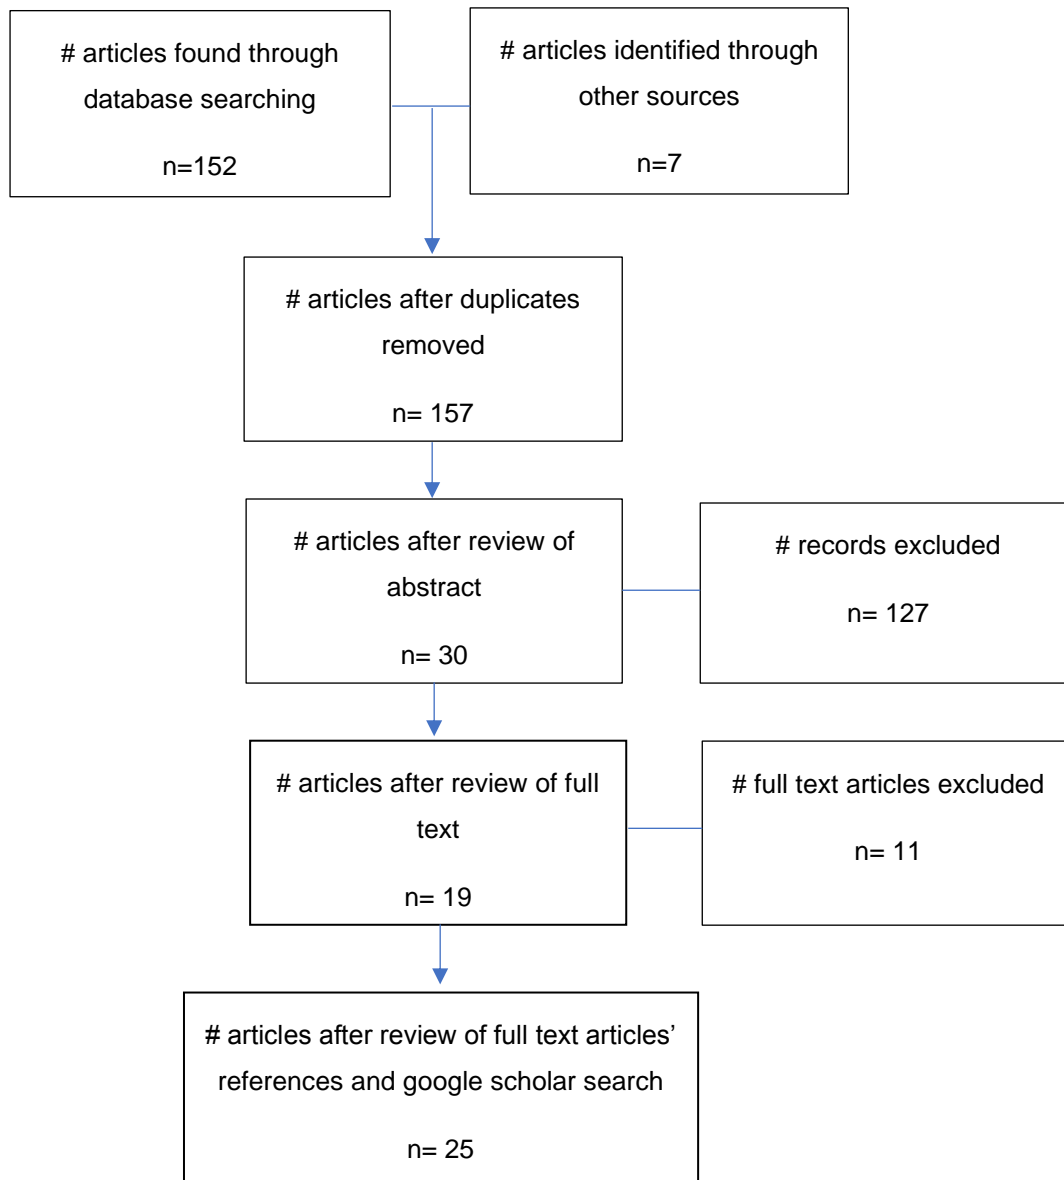 # articles found through
database searching
n=152
# articles identified through
other sources
n=7
# articles after duplicates
removed
n= 157
# articles after review of
abstract
n= 30
# records excluded
n= 127
# articles after review of full
text
n= 19
# full text articles excluded
n= 11
# articles after review of full text articles’
references and google scholar search
n= 25